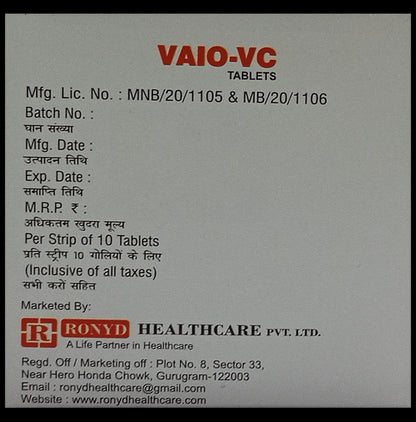 VAIO-VC
TABLETS
Mfg. Lic. No. : MNB/20/1105 & MB/20/1106
Batch No. :
घान संख्या
Mfg. Date :
उत्पादन तिथि
Exp. Date :
समाप्ति तिथि
M.R.P. ₹ :
अधिकतम खुदरा मूल्य
Per Strip of 10 Tablets
प्रति स्ट्रीप 10 गोलियों के लिए
(Inclusive of all taxes)
सभी करों सहित
Marketed By:
R RONYD HEALTHCARE PVT. LTD.
A Life Partner in Healthcare
Regd. Off / Marketing off : Plot No. 8, Sector 33,
Near Hero Honda Chowk, Gurugram-122003
Email : ronydhealthcare@gmail.com
Website : www.ronydhealthcare.com